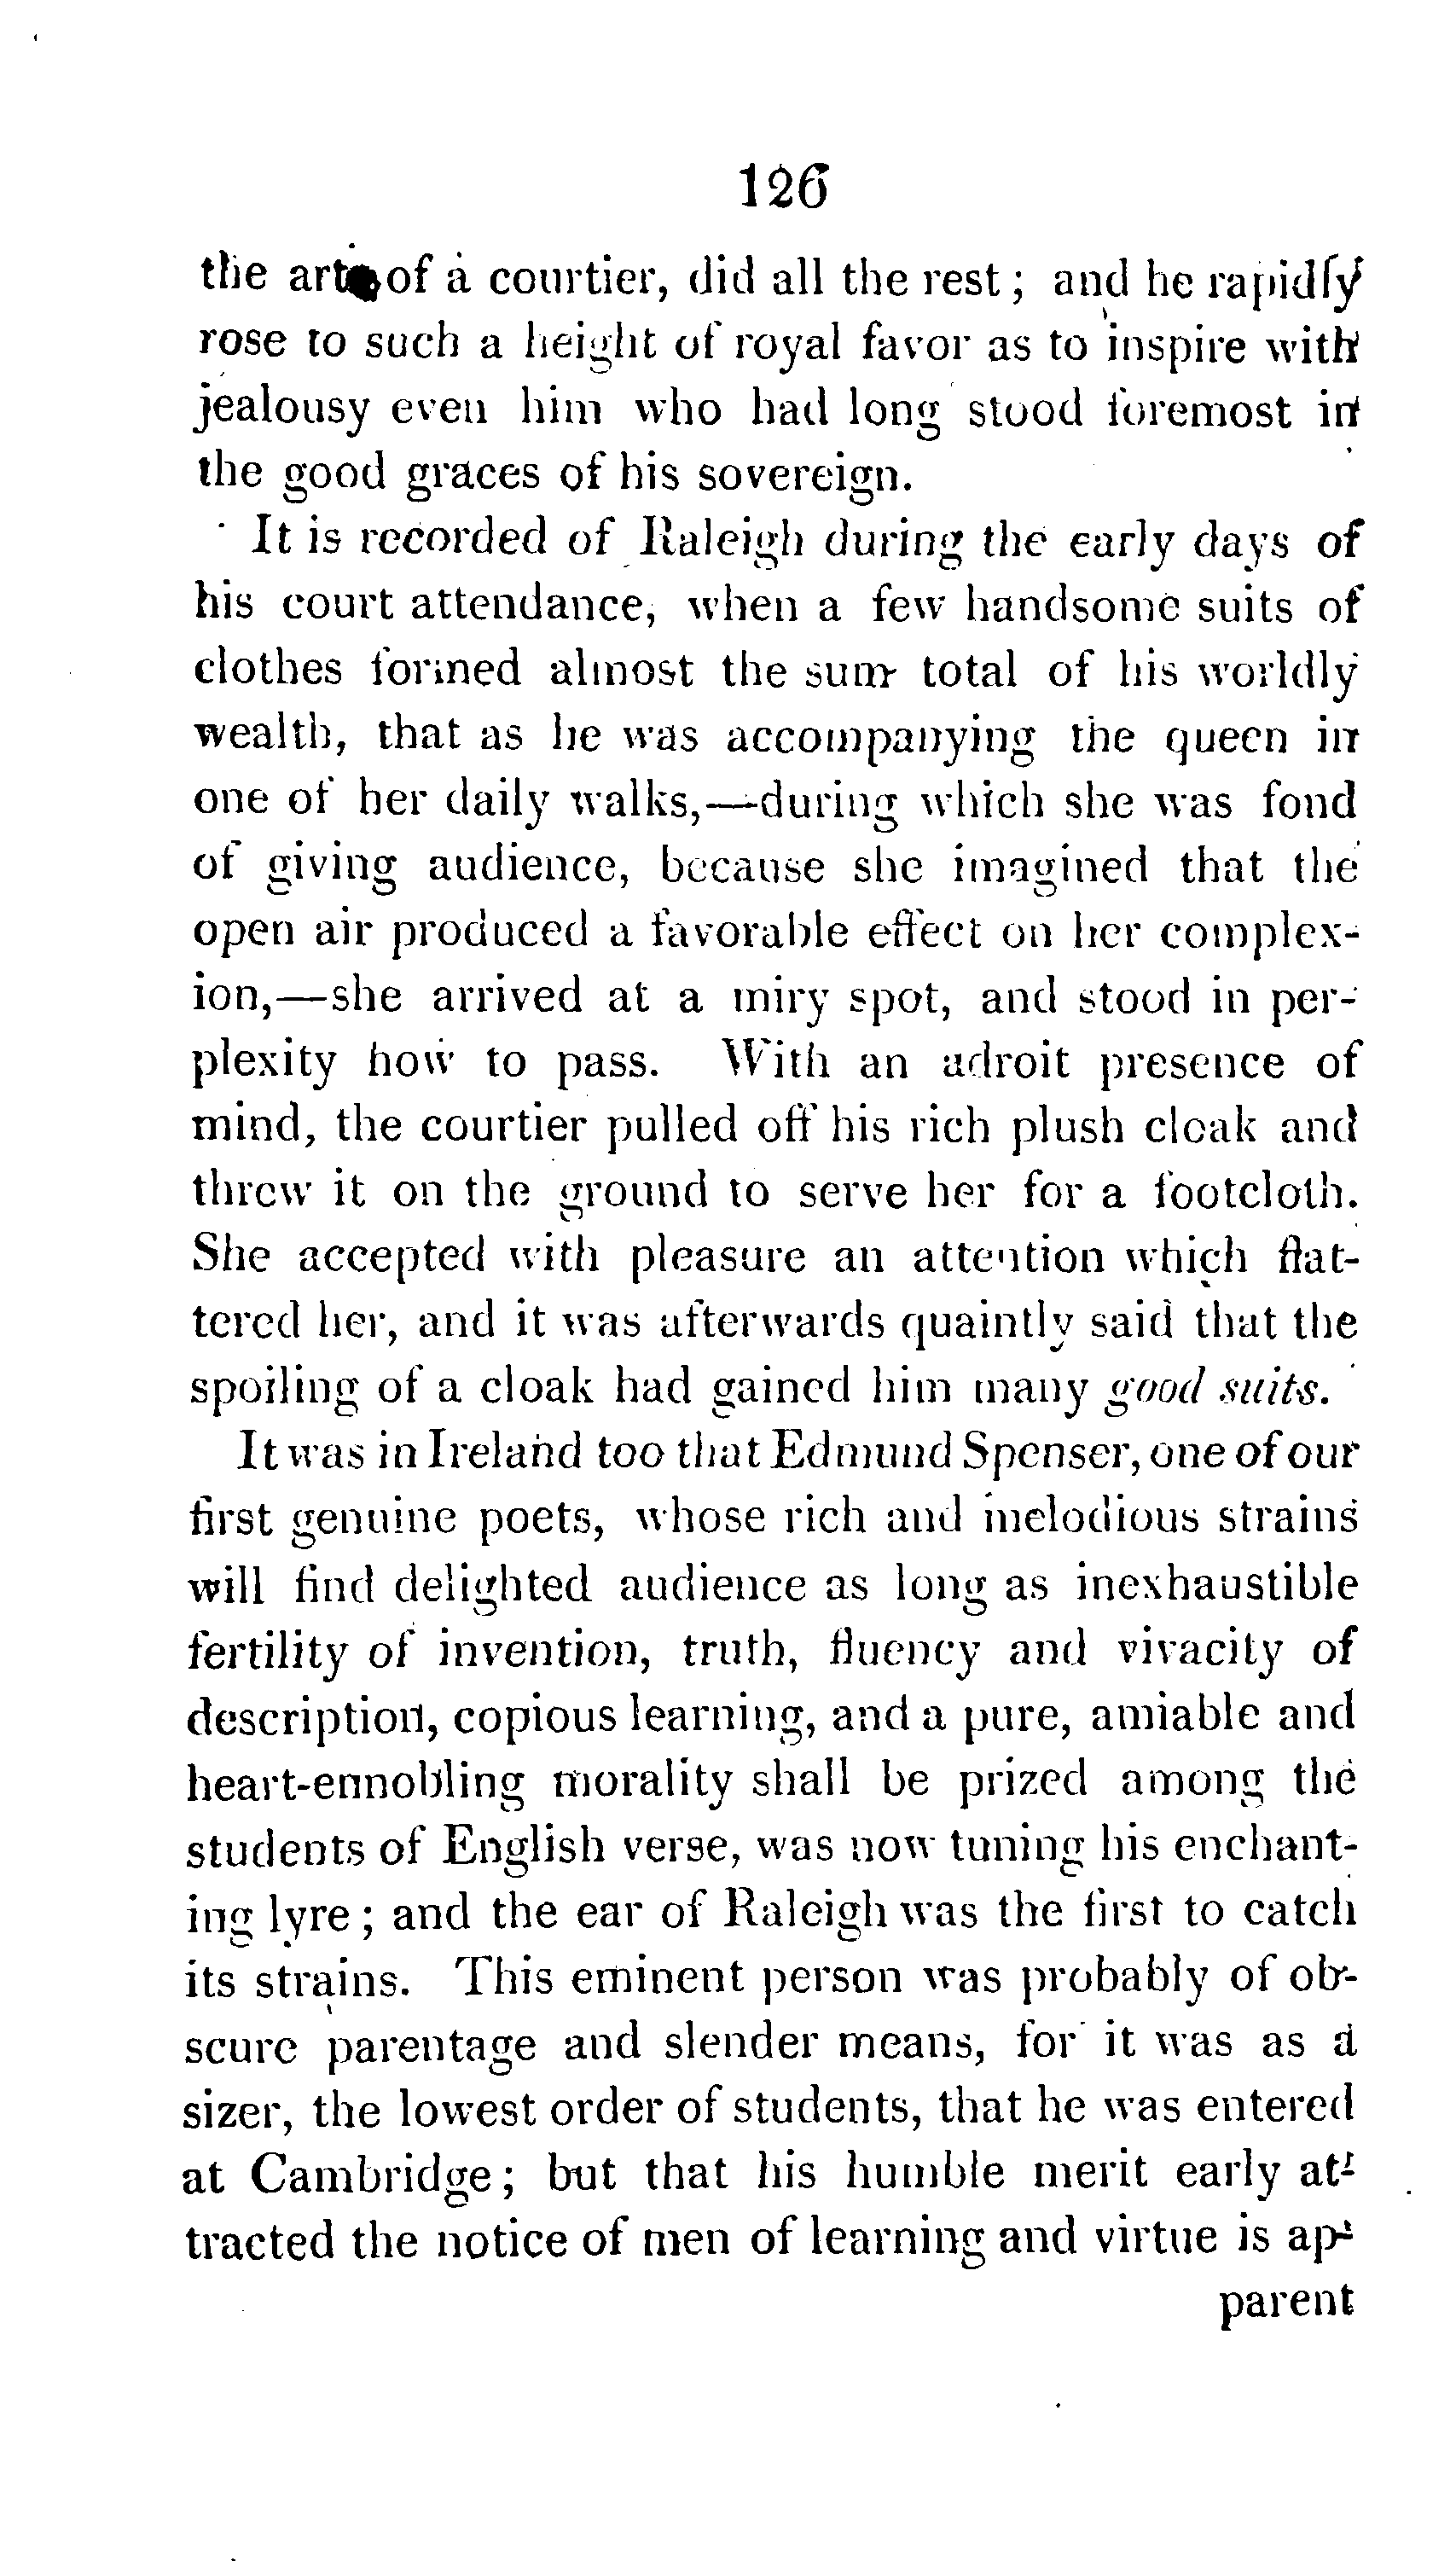 126
the arts of a courtier, did all the rest; and he rapidly
rose to such a height of royal favor as to inspire with
jealousy even him who had long stood foremost in
the good graces of his sovereign.
It is recorded of Raleigh during the early days of
his court attendance, when a few handsome suits of
clothes formed almost the sum total of his worldly
wealth, that as he was accompanying the queen in
one of her daily walks,—during which she was fond
of giving audience, because she imagined that the
open air produced a favorable effect on her complex-
ion,—she arrived at a miry spot, and stood in per-
plexity how to pass. With an adroit presence of
mind, the courtier pulled off his rich plush cloak and
threw it on the ground to serve her for a footcloth.
She accepted with pleasure an attention which flat-
tered her, and it was afterwards quaintly said that the
spoiling of a cloak had gained him many good suits.
It was in Ireland too that Edmund Spenser, one of our
first genuine poets, whose rich and melodious strains
will find delighted audience as long as inexhaustible
fertility of invention, truth, fluency and vivacity of
description, copious learning, and a pure, amiable and
heart-ennobling morality shall be prized among the
students of English verse, was now tuning his enchant-
ing lyre; and the ear of Raleigh was the first to catch
its strains. This eminent person was probably of ob-
scure parentage and slender means, for it was as a
sizer, the lowest order of students, that he was entered
at Cambridge; but that his humble merit early at-
tracted the notice of men of learning and virtue is ap-
parent